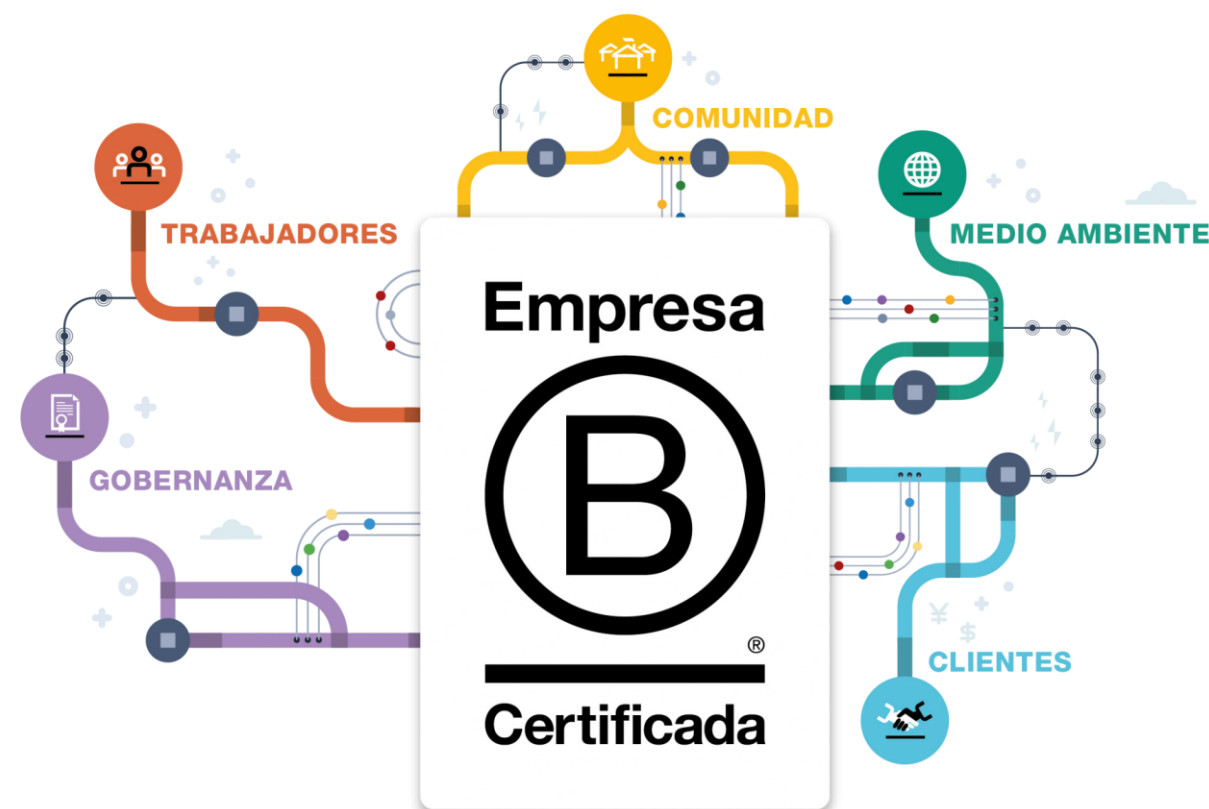 COMUNIDAD
TRABAJADORES
MEDIO AMBIENTE
Empresa
B
®
Certificada
GOBERNANZA
¥
$
CLIENTES